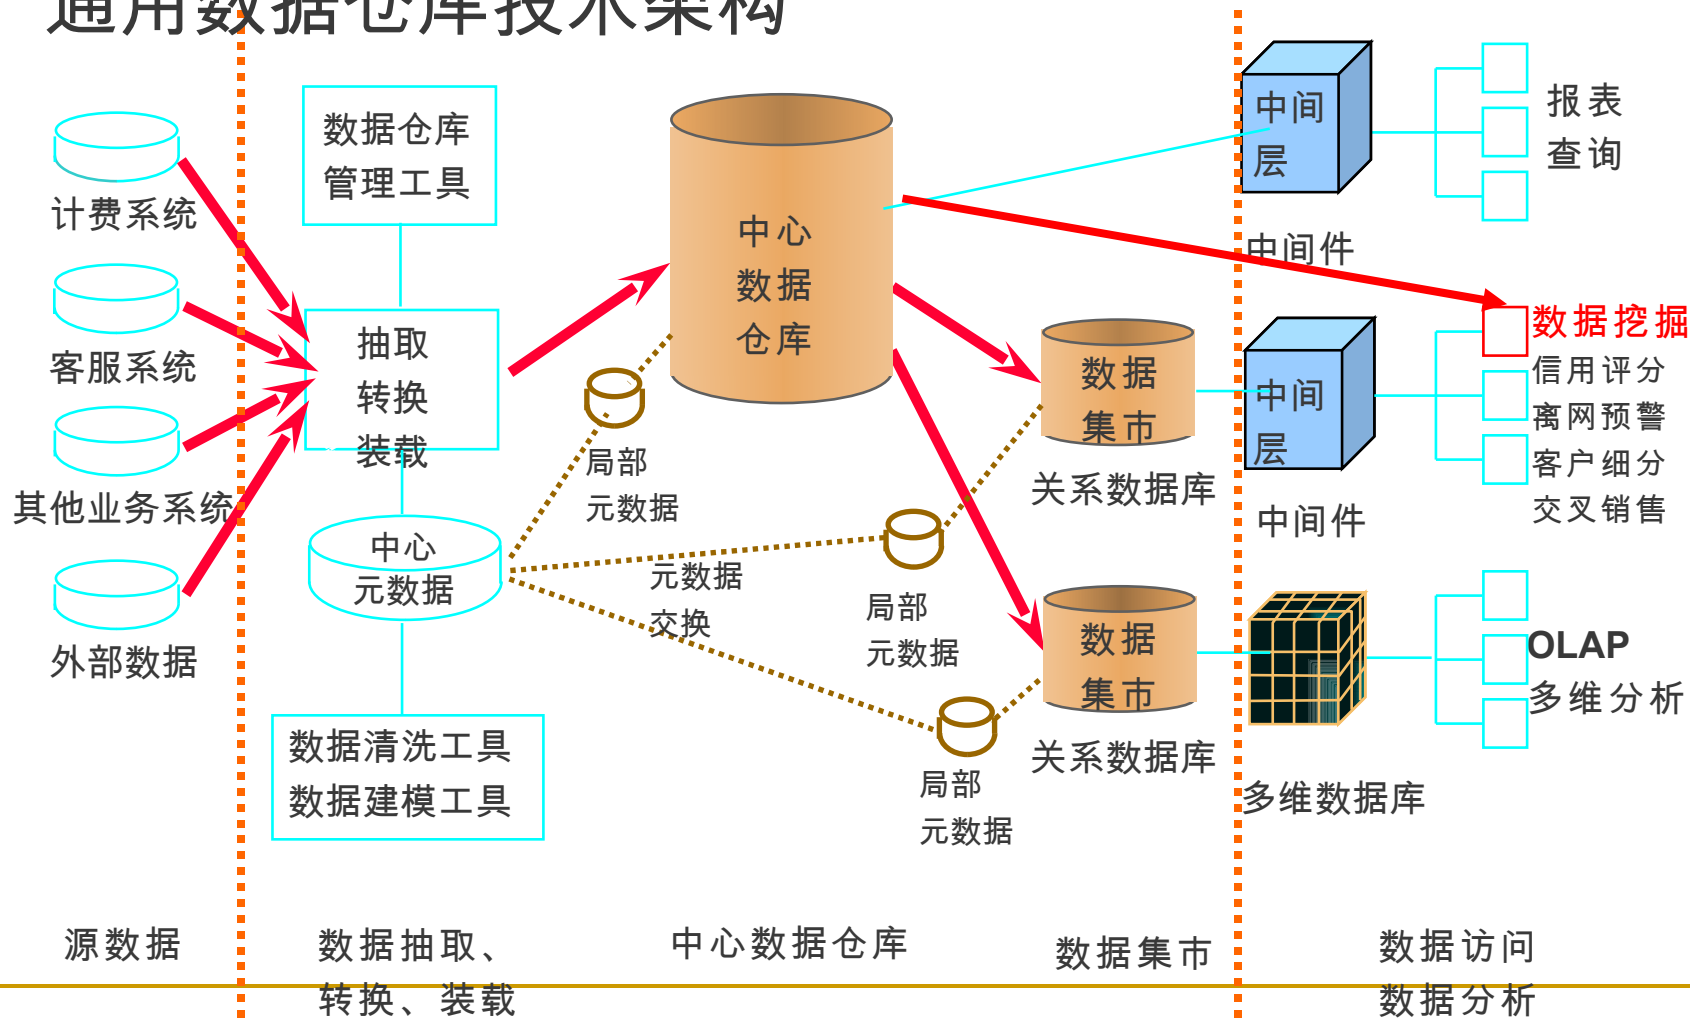 通用数据仓库技术架构
计费系统
客服系统
其他业务系统
外部数据
数据仓库
管理工具
抽取
转换
装载
中心
元数据
数据清洗工具
数据建模工具
中心
数据
仓库
局部
元数据
元数据
交换
局部
元数据
局部
元数据
数据
集市
关系数据库
数据
集市
关系数据库
中间
层
中间件
中间
层
中间件
多维数据库
报表
查询
数据挖掘
信用评分
离网预警
客户细分
交叉销售
OLAP
多维分析
源数据
数据抽取、
转换、装载
中心数据仓库
数据集市
数据访问
数据分析